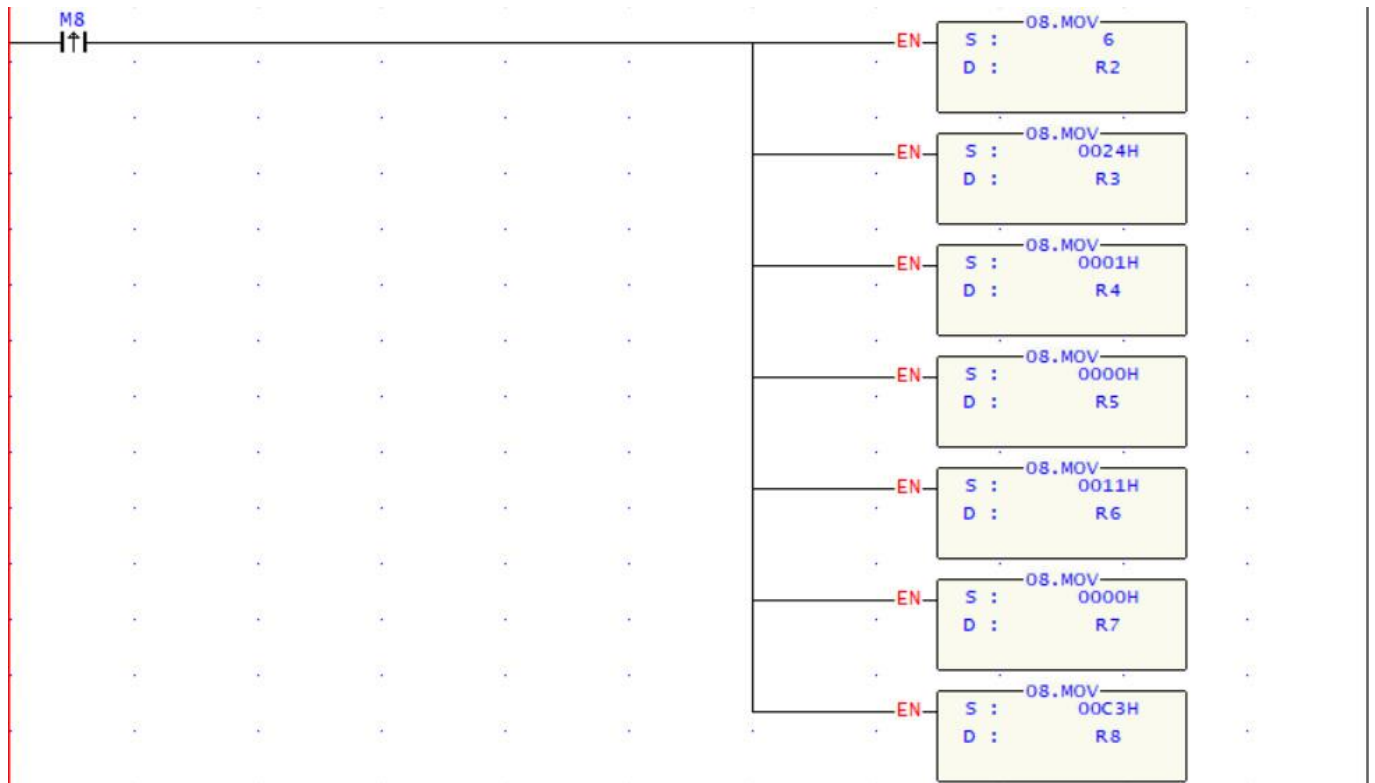 M8
08.MOV
EN S : 6
D : R2
08.MOV
EN S : 0024H
D : R3
08.MOV
EN S : 0001H
D : R4
08.MOV
EN S : 0000H
D : R5
08.MOV
EN S : 0011H
D : R6
08.MOV
EN S : 0000H
D : R7
08.MOV
EN S : 00C3H
D : R8